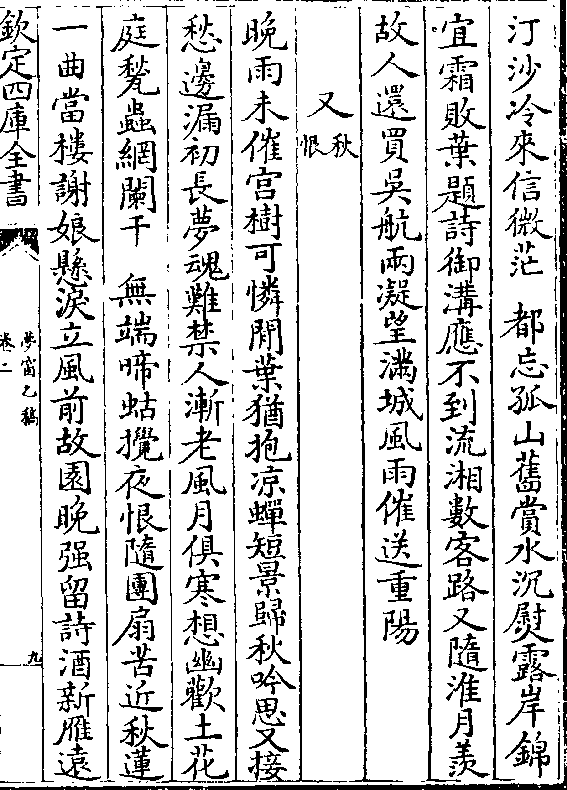 汀沙冷來信微茫　都忘孤山舊賞水沉熨露岸錦
宜霜敗葉題詩御溝應不到流湘數客路又隨淮月羨
故人還買吳航兩凝望滿城風雨催送重陽
又秋恨
晚雨未催宫樹可憐閒葉猶抱凉蟬短景歸秋吟思又接
愁邊漏初長夢魂難禁人漸老風月俱寒想幽歡土花
庭甃蟲網闌干　無端啼蛄攪夜恨隨團扇苦近秋蓮
一曲當樓謝娘懸淚立風前故園晚强留詩酒新雁遠
欽定四庫全書
夢窗乙稿
卷二
九